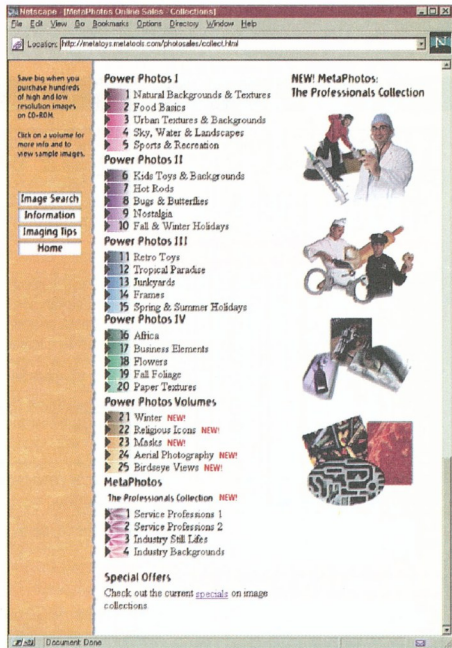 Netscape - [MetaPhotos Online Sales - Collections]
File Edit View Go Bookmarks Options Directory Window Help
Location: http://metatoys.metatools.com/photosales/collect.html
N
Save big when you
purchase hundreds
of high and low
resolution images
on CD-ROM.
Click on a volume for
more info and to
view sample images.
Image Search
Information
Imaging Tips
Home
Power Photos I
1 Natural Backgrounds & Textures
2 Food Basics
3 Urban Textures & Backgrounds
4 Sky, Water & Landscapes
5 Sports & Recreation
Power Photos II
6 Kids Toys & Backgrounds
7 Hot Rods
8 Bugs & Butterflies
9 Nostalgia
10 Fall & Winter Holidays
Power Photos III
11 Retro Toys
12 Tropical Paradise
13 Junkyards
14 Frames
15 Spring & Summer Holidays
Power Photos IV
16 Africa
17 Business Elements
18 Flowers
19 Fall Foliage
20 Paper Textures
Power Photos Volumes
21 Winter NEW!
22 Religious Icons NEW!
23 Masks NEW!
24 Aerial Photography NEW!
25 Birdseye Views NEW!
MetaPhotos
The Professionals Collection NEW!
1 Service Professions 1
2 Service Professions 2
3 Industry Still Lifes
4 Industry Backgrounds
Special Offers
Check out the current specials on image
collections
NEW! MetaPhotos:
The Professionals Collection
Document: Done